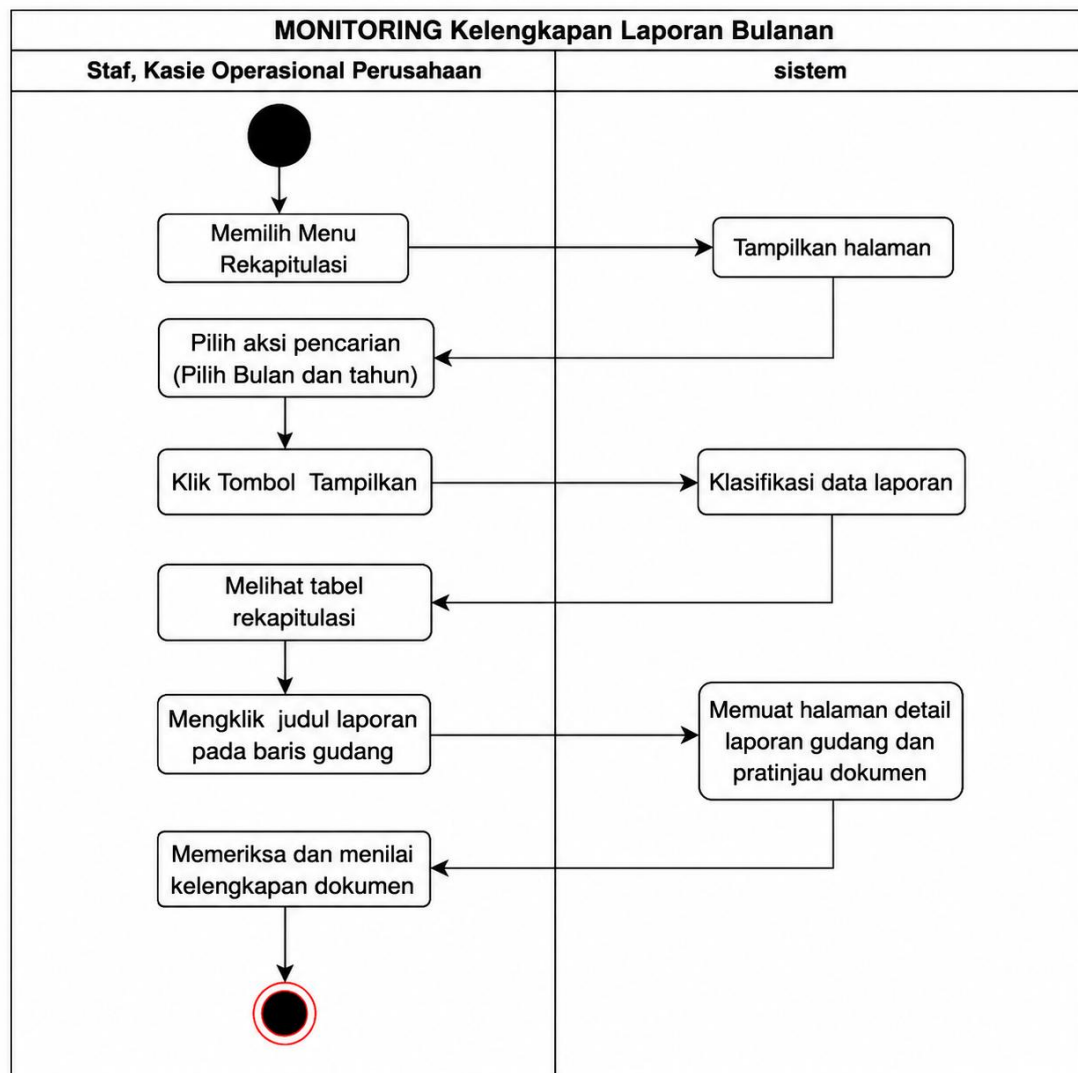 MONITORING Kelengkapan Laporan Bulanan
Staf, Kasie Operasional Perusahaan
sistem
Memilih Menu
Rekapitulasi
Tampilkan halaman
Pilih aksi pencarian
(Pilih Bulan dan tahun)
Klik Tombol Tampilkan
Klasifikasi data laporan
Melihat tabel
rekapitulasi
Mengklik judul laporan
pada baris gudang
Memuat halaman detail
laporan gudang dan
pratinjau dokumen
Memeriksa dan menilai
kelengkapan dokumen